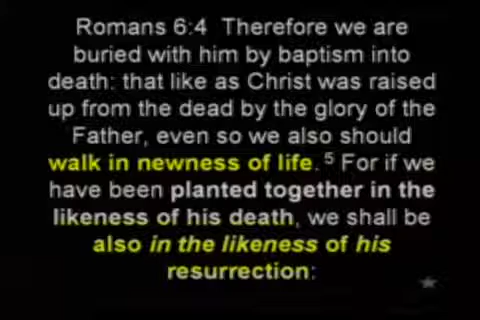 Romans 6:4 Therefore we are
buried with him by baptism into
death: that like as Christ was raised
up from the dead by the glory of the
Father, even so we also should
walk in newness of life. ⁵ For if we
have been planted together in the
likeness of his death, we shall be
also in the likeness of his
resurrection: